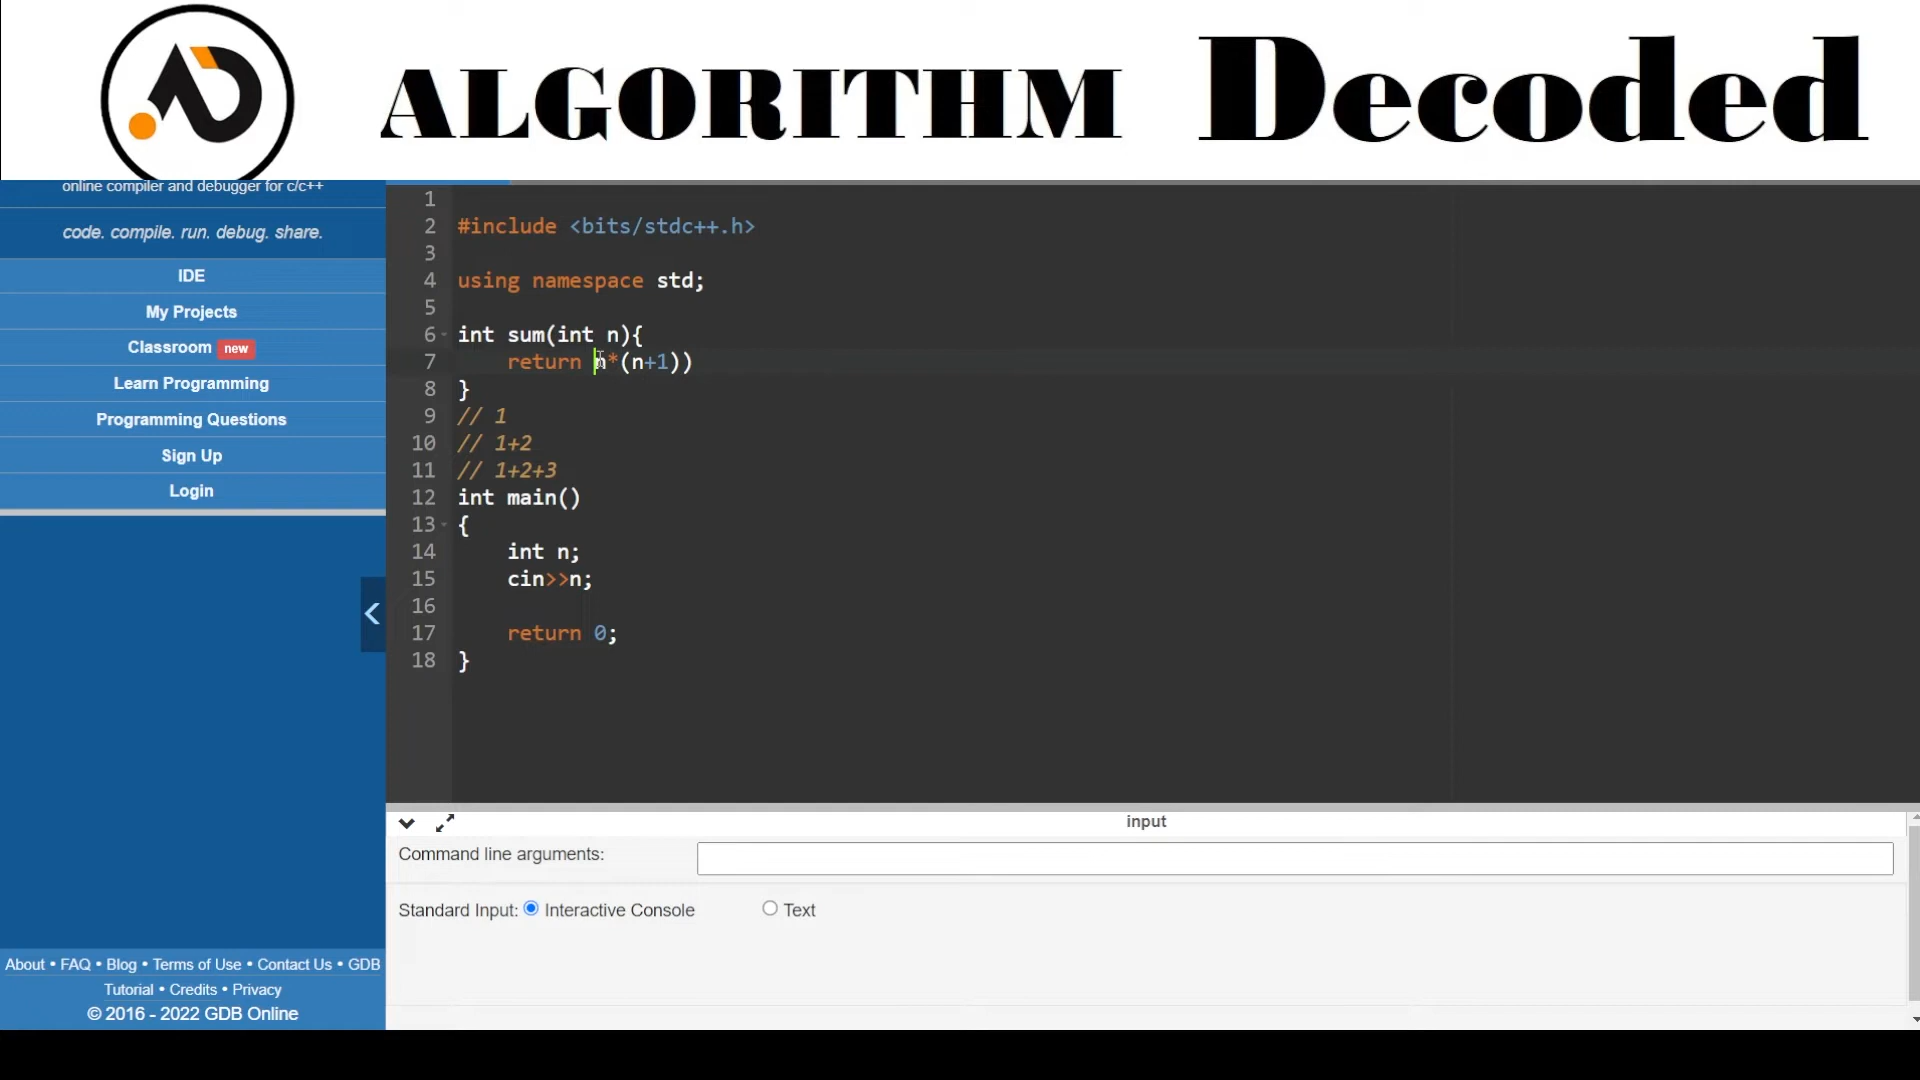 ALGORITHM Decoded
online compiler and debugger for c/c++
code. compile. run. debug. share.
IDE
My Projects
Classroom new
Learn Programming
Programming Questions
Sign Up
Login
About • FAQ • Blog • Terms of Use • Contact Us • GDB
Tutorial • Credits • Privacy
© 2016 - 2022 GDB Online
1
2 #include <bits/stdc++.h>
3
4 using namespace std;
5
6 int sum(int n){
7 return n*(n+1))
8 }
9 // 1
10 // 1+2
11 // 1+2+3
12 int main()
13 {
14 int n;
15 cin>>n;
16
17 return 0;
18 }
input
Command line arguments:
Standard Input: Interactive Console Text